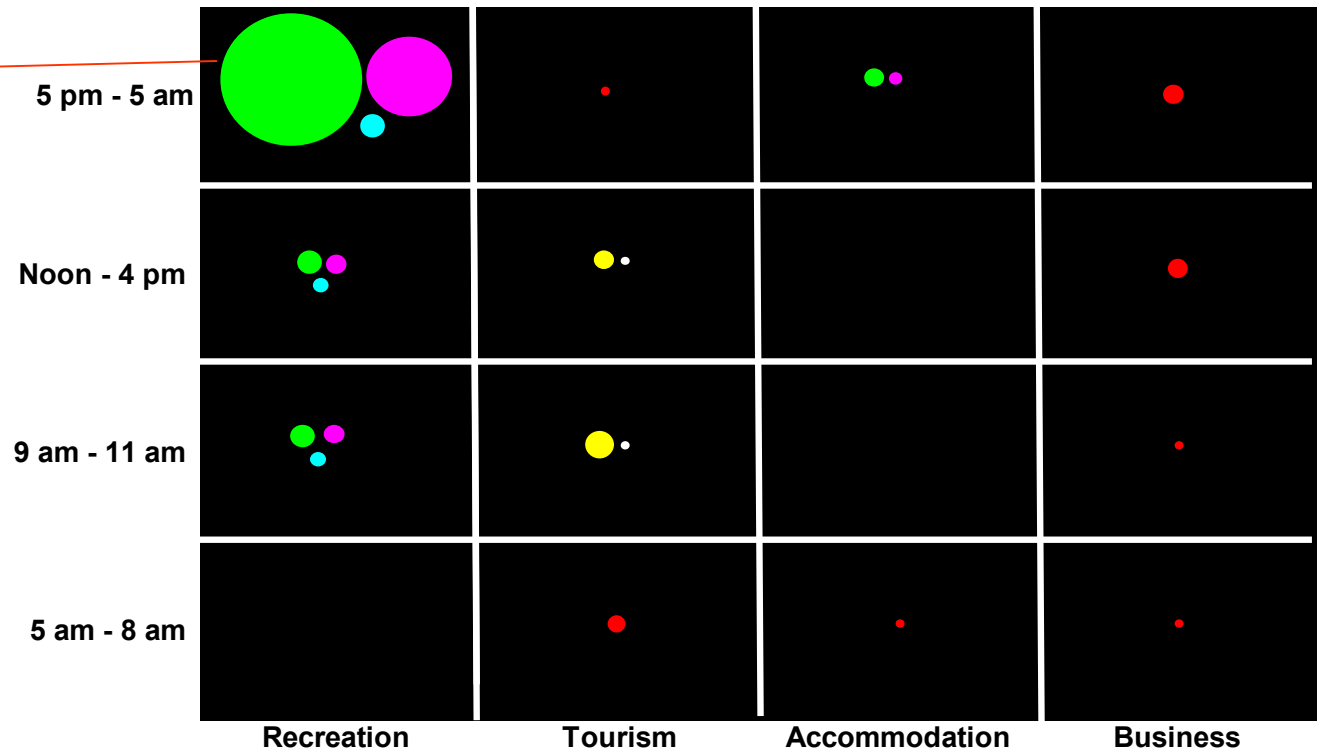 5 pm - 5 am
Noon - 4 pm
9 am - 11 am
5 am - 8 am
Recreation Tourism Accommodation Business